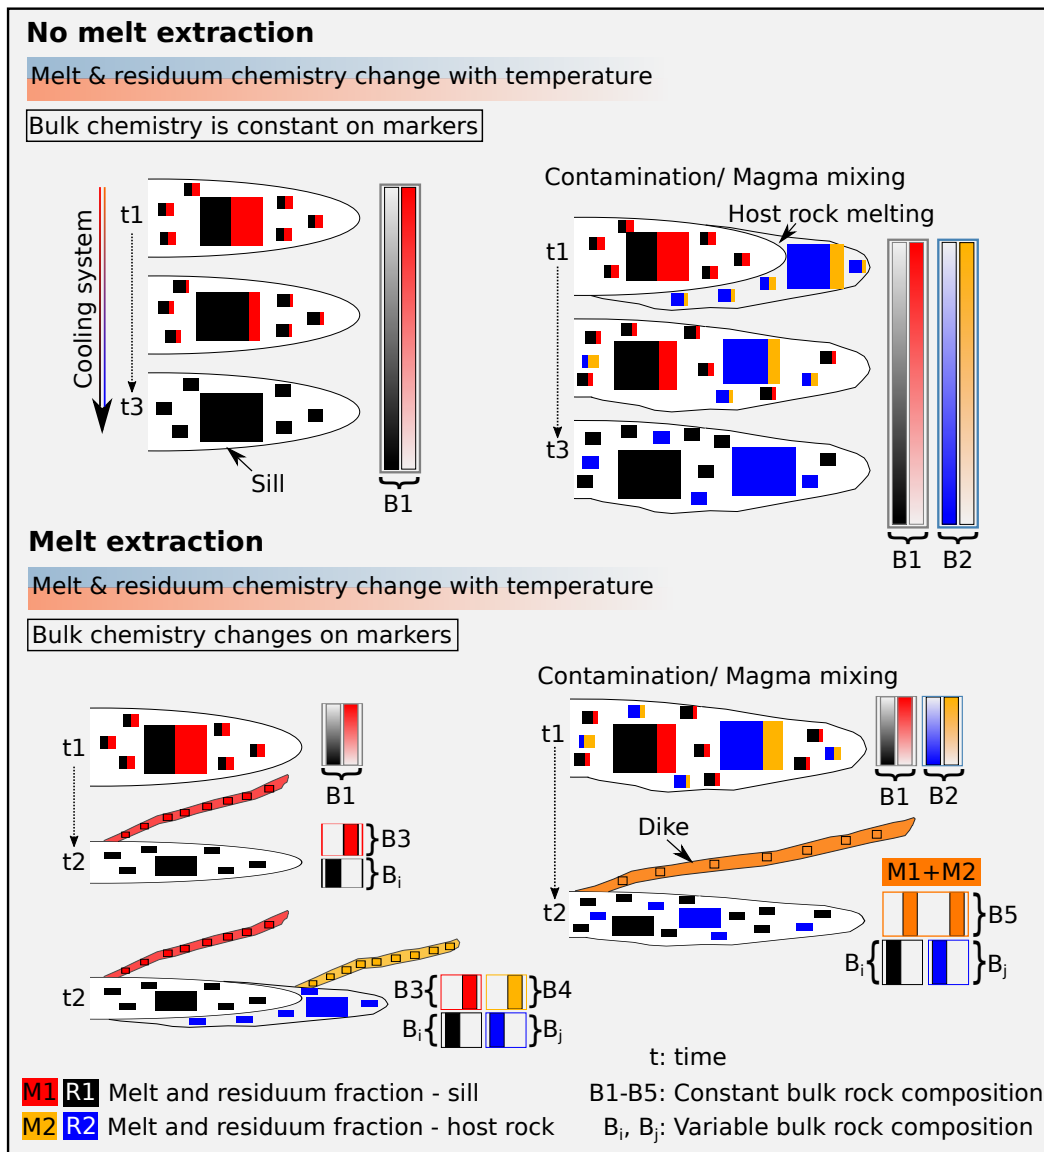 No melt extraction
Melt & residuum chemistry change with temperature
Bulk chemistry is constant on markers
Cooling system
t1
t3
Sill
B1
Contamination/ Magma mixing
Host rock melting
t1
t3
B1
B2
Melt extraction
Melt & residuum chemistry change with temperature
Bulk chemistry changes on markers
t1
B1
t2
B3
Bi
t2
B3
B4
Bi
Bj
Contamination/ Magma mixing
t1
B1
B2
Dike
t2
M1+M2
B5
Bi
Bj
t: time
M1 R1 Melt and residuum fraction - sill
B1-B5: Constant bulk rock composition
M2 R2 Melt and residuum fraction - host rock
Bi, Bj: Variable bulk rock composition